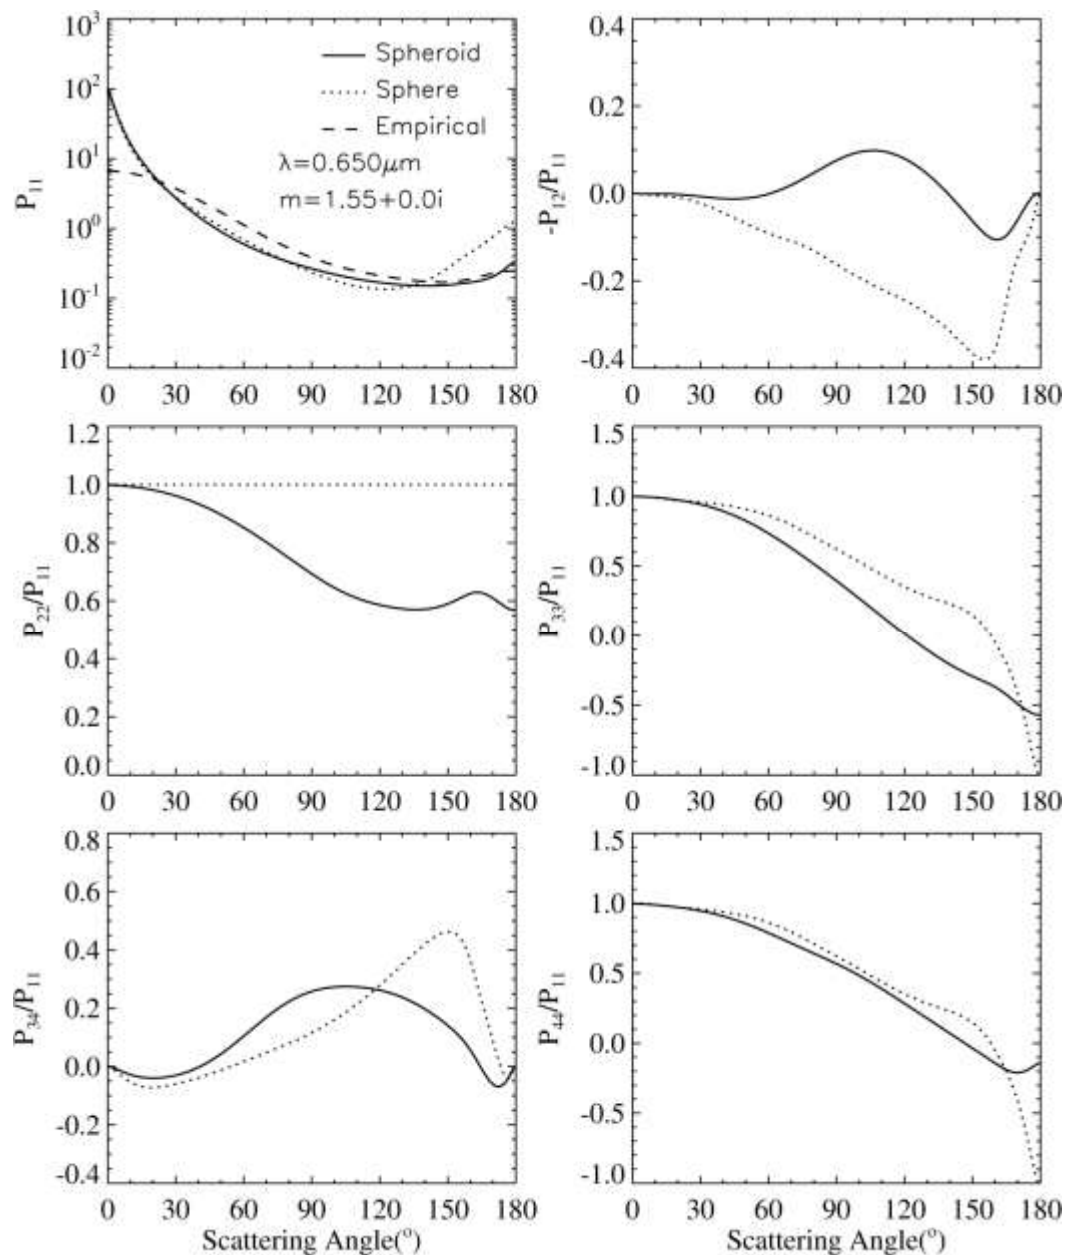 10³
10²
10¹
10⁰
10⁻¹
10⁻²
P₁₁
Spheroid
Sphere
Empirical
λ=0.650μm
m=1.55+0.0i
0 30 60 90 120 150 180
0.4
0.2
0.0
-0.2
-0.4
-P₁₂/P₁₁
0 30 60 90 120 150 180
1.2
1.0
0.8
0.6
0.4
0.2
0.0
P₂₂/P₁₁
0 30 60 90 120 150 180
1.5
1.0
0.5
0.0
-0.5
-1.0
P₃₃/P₁₁
0 30 60 90 120 150 180
0.8
0.6
0.4
0.2
0.0
-0.2
-0.4
P₃₄/P₁₁
0 30 60 90 120 150 180
Scattering Angle(°)
1.5
1.0
0.5
0.0
-0.5
-1.0
P₄₄/P₁₁
0 30 60 90 120 150 180
Scattering Angle(°)